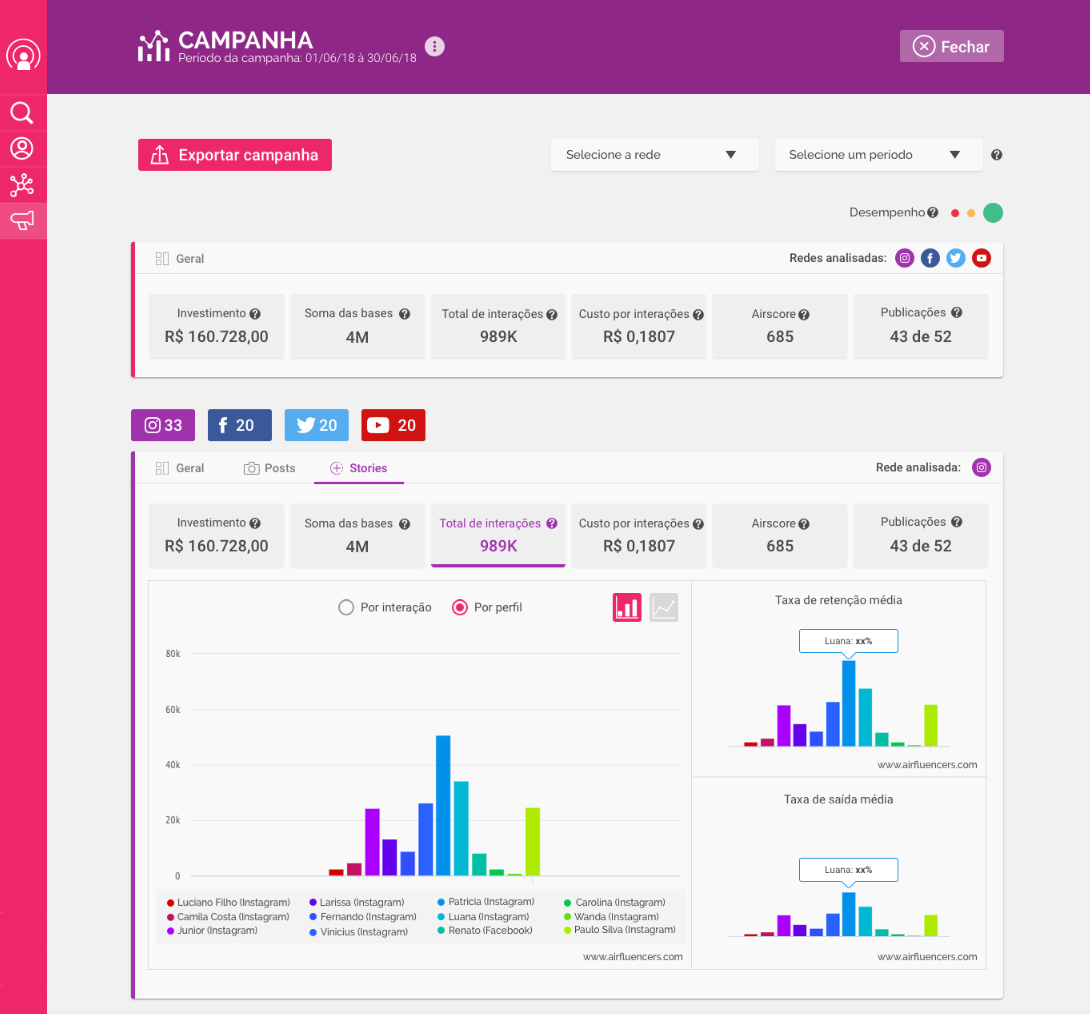 CAMPANHA
Período da campanha: 01/06/18 à 30/06/18
Fechar
Exportar campanha
Selecione a rede
Selecione um periodo
Desempenho
Geral
Redes analisadas:
Investimento
R$ 160.728,00
Soma das bases
4M
Total de interações
989K
Custo por interações
R$ 0,1807
Airscore
685
Publicações
43 de 52
33
20
20
20
Geral
Posts
Stories
Rede analisada:
Investimento
R$ 160.728,00
Soma das bases
4M
Total de interações
989K
Custo por interações
R$ 0,1807
Airscore
685
Publicações
43 de 52
Por interação
Por perfil
80k
60k
40k
20k
0
Luciano Filho (Instagram)
Camila Costa (Instagram)
Junior (Instagram)
Larissa (Instagram)
Fernando (Instagram)
Vinicius (Instagram)
Patricia (Instagram)
Luana (Instagram)
Renato (Facebook)
Carolina (Instagram)
Wanda (Instagram)
Paulo Silva (Instagram)
www.airfluencers.com
Taxa de retenção média
Luana: xx%
www.airfluencers.com
Taxa de saída média
Luana: xx%
www.airfluencers.com